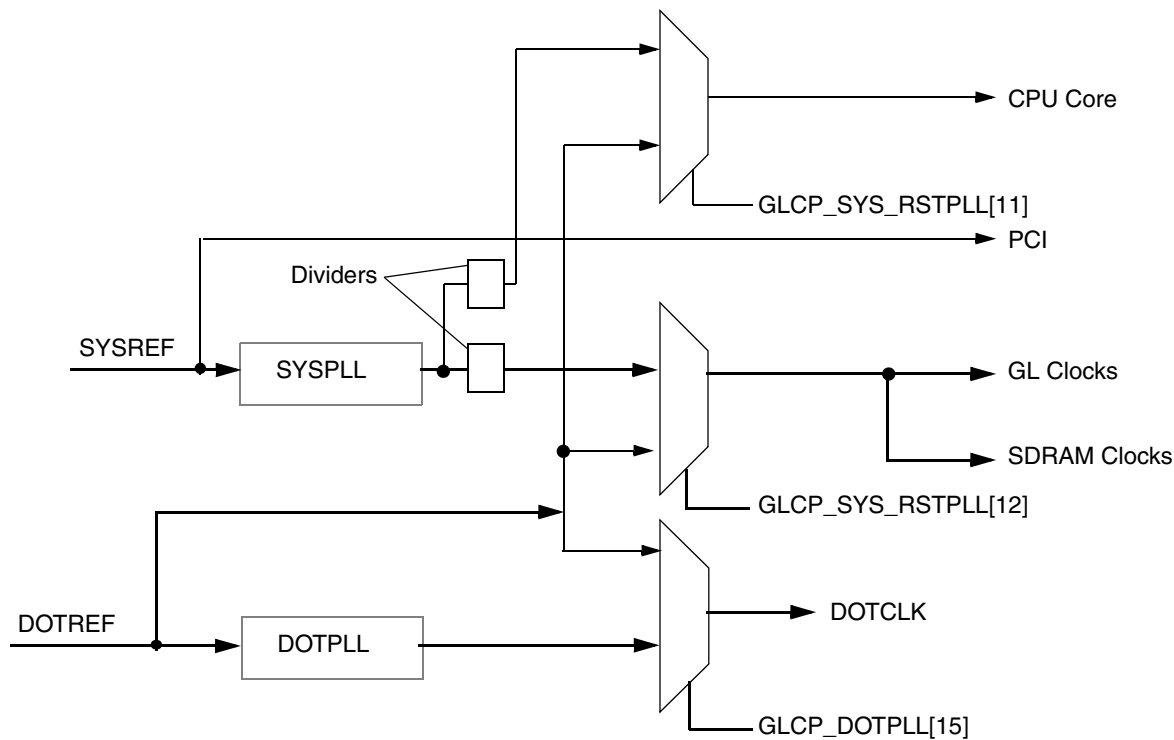 CPU Core
GLCP_SYS_RSTPLL[11]
PCI
Dividers
SYSREF
SYSPLL
GL Clocks
SDRAM Clocks
GLCP_SYS_RSTPLL[12]
DOTREF
DOTPLL
DOTCLK
GLCP_DOTPLL[15]